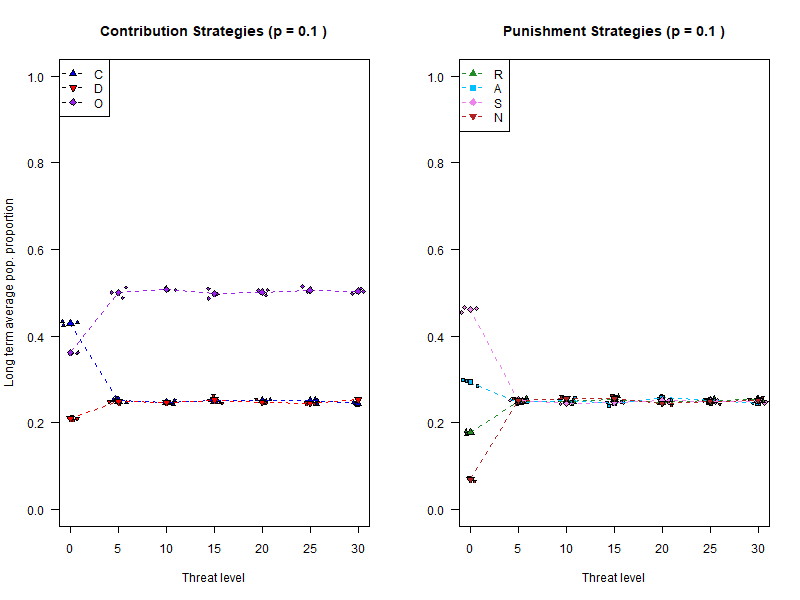 Contribution Strategies (p = 0.1 )
Long term average pop. proportion
1.0
0.8
0.6
0.4
0.2
0.0
C
D
O
0 5 10 15 20 25 30
Threat level
Punishment Strategies (p = 0.1 )
1.0
0.8
0.6
0.4
0.2
0.0
R
A
S
N
0 5 10 15 20 25 30
Threat level